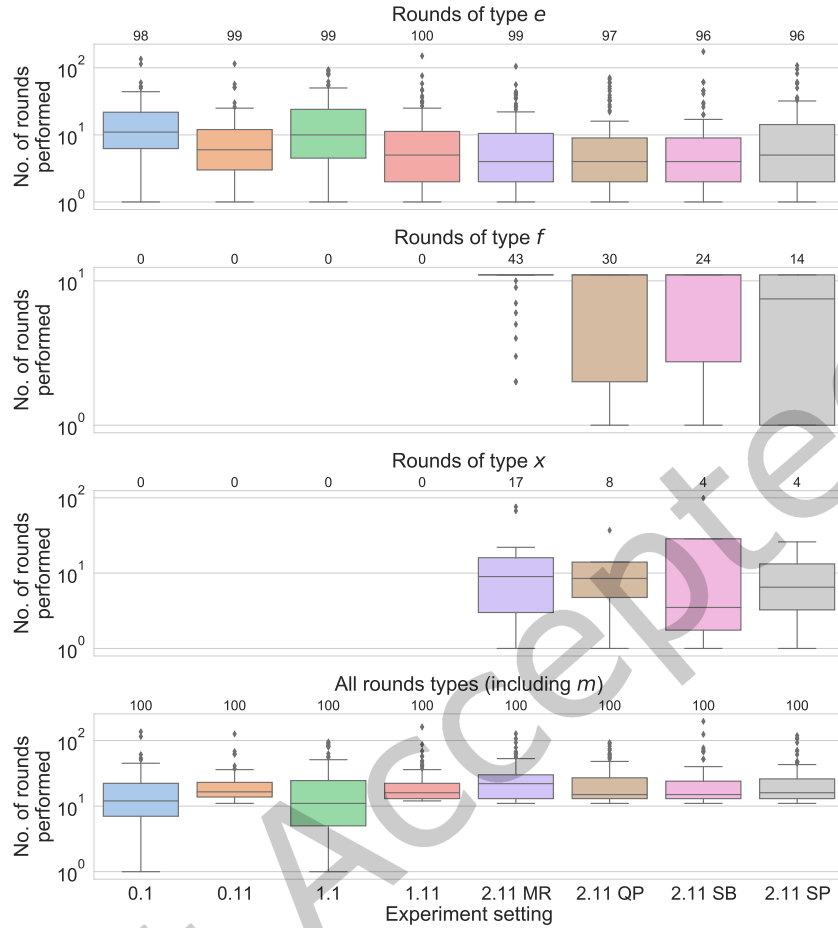 Rounds of type e
98 99 99 100 99 97 96 96
No. of rounds
performed
10^2
10^1
10^0
Rounds of type f
0 0 0 0 43 30 24 14
No. of rounds
performed
10^1
10^0
Rounds of type x
0 0 0 0 17 8 4 4
No. of rounds
performed
10^2
10^1
10^0
All rounds types (including m)
100 100 100 100 100 100 100 100
No. of rounds
performed
10^2
10^1
10^0
0.1 0.11 1.1 1.11 2.11 MR 2.11 QP 2.11 SB 2.11 SP
Experiment setting
Accepte